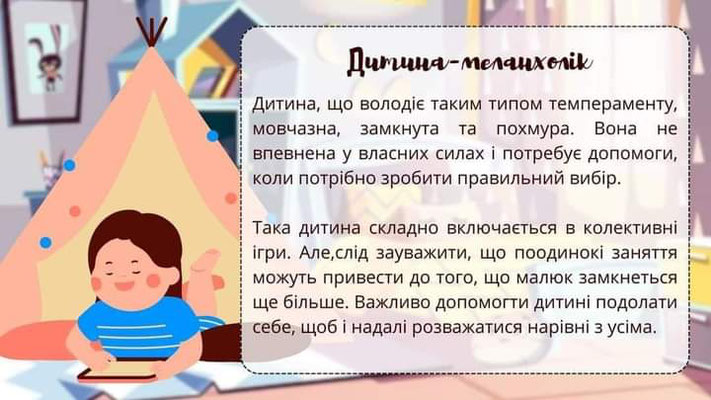 Дитина-меланхолік
Дитина, що володіє таким типом темпераменту,
мовчазна, замкнута та похмура. Вона не
впевнена у власних силах і потребує допомоги,
коли потрібно зробити правильний вибір.
Така дитина складно включається в колективні
ігри. Але,слід зауважити, що поодинокі заняття
можуть привести до того, що малюк замкнеться
ще більше. Важливо допомогти дитині подолати
себе, щоб і надалі розважатися нарівні з усіма.